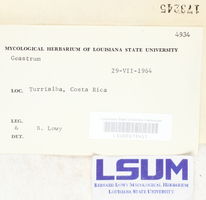 173245
4934
MYCOLOGICAL HERBARIUM OF LOUISIANA STATE UNIVERSITY
Geastrum
29-VII-1964
LOC. Turrialba, Costa Rica
LEG.
& B. Lowy
DET.
LSUM
BERNARD LOWY MYCOLOGICAL HERBARIUM
LOUISIANA STATE UNIVERSITY